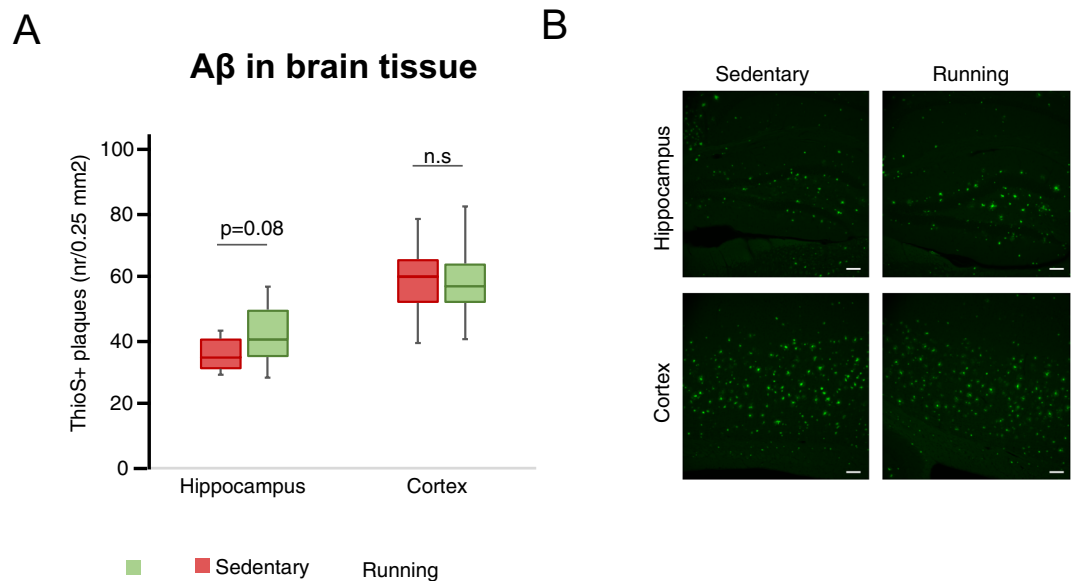 A
Aβ in brain tissue
ThioS+ plaques (nr/0.25 mm2)
100
80
60
40
20
0
p=0.08
n.s
Hippocampus
Cortex
Sedentary
Running
B
Sedentary
Running
Hippocampus
Cortex